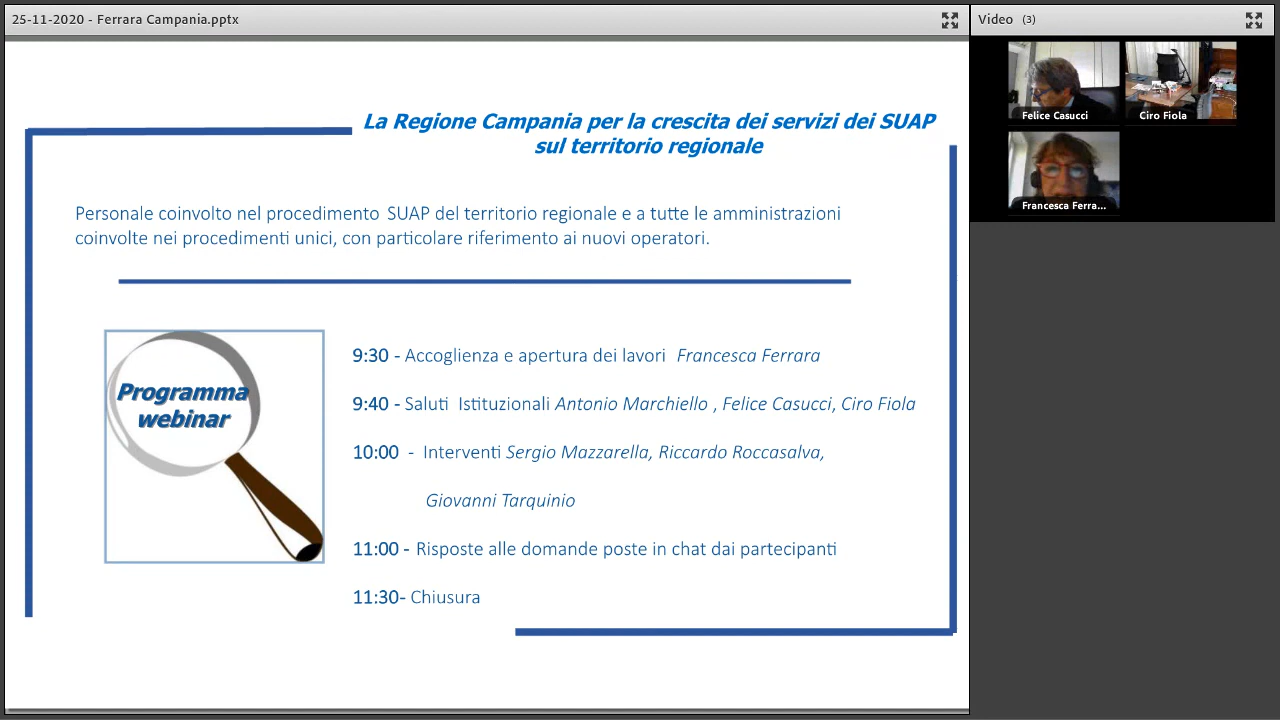 25-11-2020 - Ferrara Campania.pptx
Video (3)
Felice Casucci
Ciro Fiola
Francesca Ferra...
La Regione Campania per la crescita dei servizi dei SUAP
sul territorio regionale
Personale coinvolto nel procedimento SUAP del territorio regionale e a tutte le amministrazioni
coinvolte nei procedimenti unici, con particolare riferimento ai nuovi operatori.
Programma
webinar
9:30 - Accoglienza e apertura dei lavori Francesca Ferrara
9:40 - Saluti Istituzionali Antonio Marchiello , Felice Casucci, Ciro Fiola
10:00 - Interventi Sergio Mazzarella, Riccardo Roccasalva,
Giovanni Tarquinio
11:00 - Risposte alle domande poste in chat dai partecipanti
11:30- Chiusura